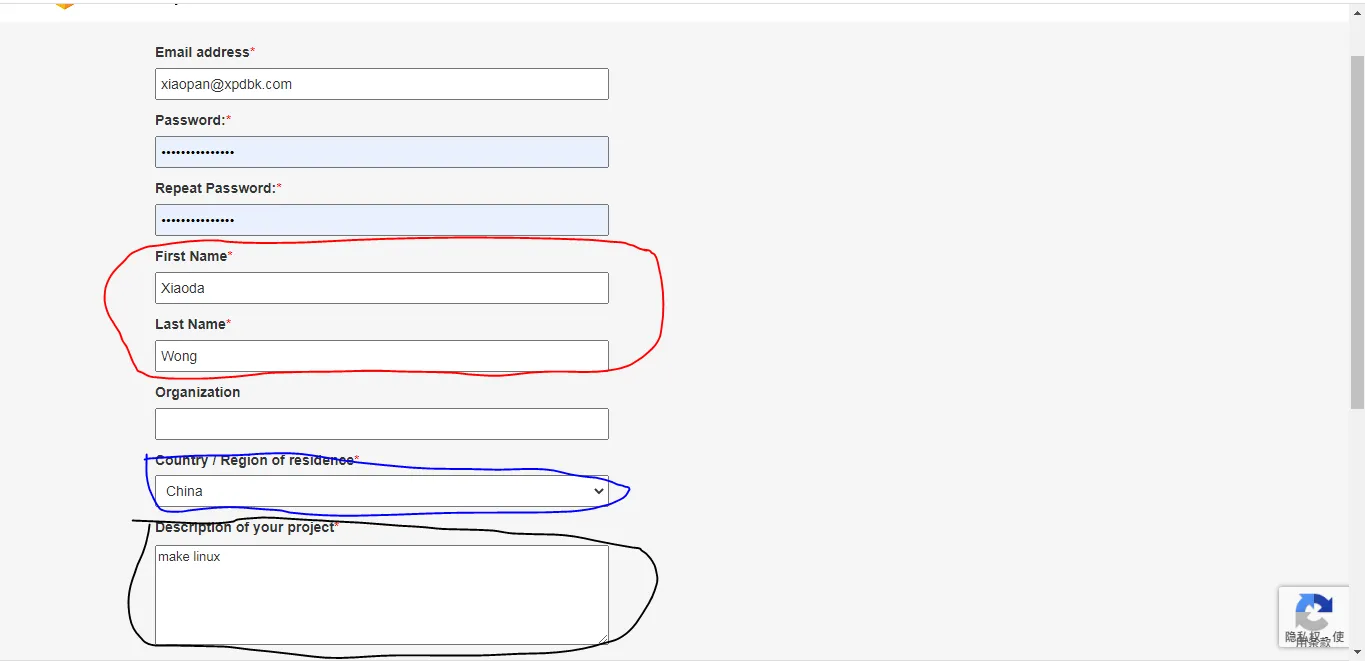 Email address*
xiaopan@xpdbk.com
Password:*
•••••••••••••••
Repeat Password:*
•••••••••••••••
First Name*
Xiaoda
Last Name*
Wong
Organization
Country / Region of residence*
China
Description of your project*
make linux
隐私权 - 使
用条款